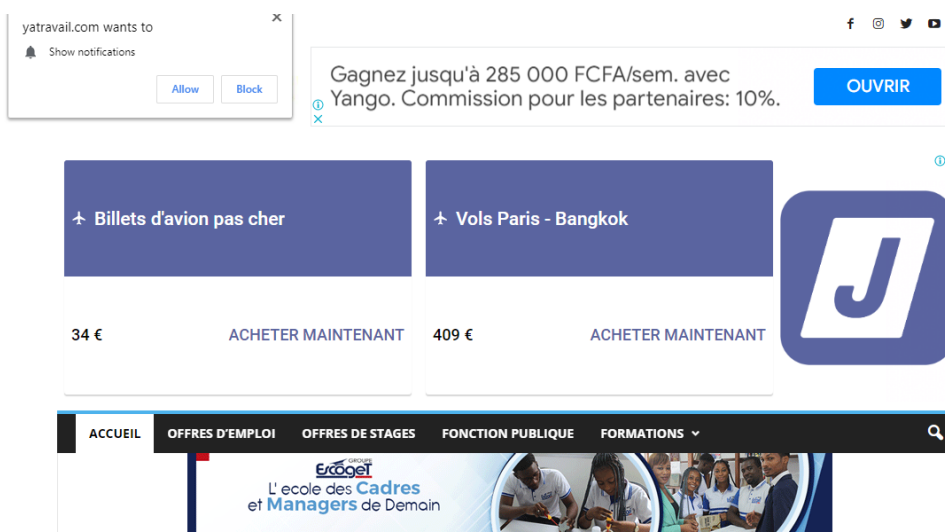 yatravail.com wants to
Show notifications
Allow
Block
Gagnez jusqu'à 285 000 FCFA/sem. avec
Yango. Commission pour les partenaires: 10%.
OUVRIR
Billets d'avion pas cher
34 €
ACHETER MAINTENANT
Vols Paris - Bangkok
409 €
ACHETER MAINTENANT
J
ACCUEIL OFFRES D'EMPLOI OFFRES DE STAGES FONCTION PUBLIQUE FORMATIONS
GROUPE
EscogeT
L' ecole des Cadres
et Managers de Demain